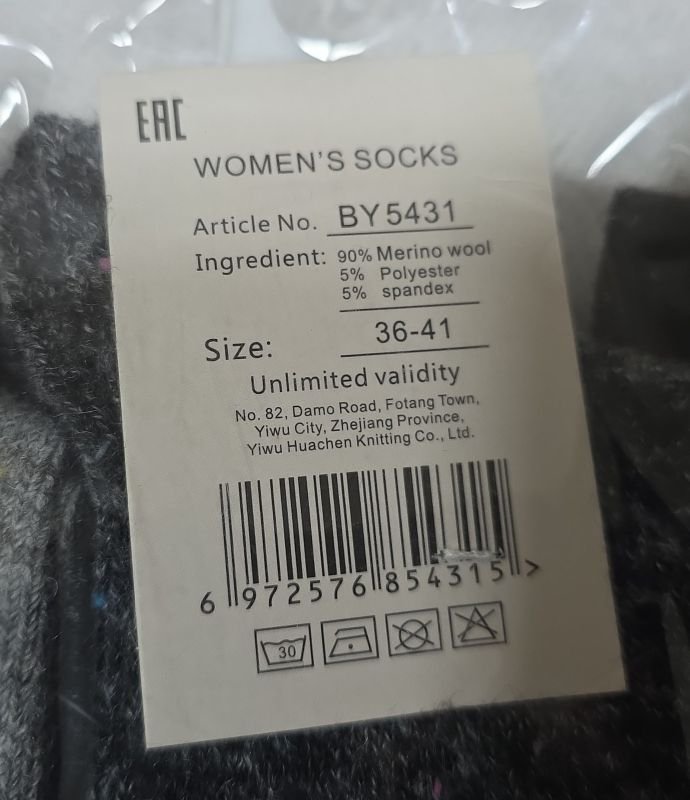 EAC
WOMEN'S SOCKS
Article No. BY5431
Ingredient: 90% Merino wool
5% Polyester
5% spandex
Size: 36-41
Unlimited validity
No. 82, Damo Road, Fotang Town,
Yiwu City, Zhejiang Province,
Yiwu Huachen Knitting Co., Ltd.
6 972576 854315 >
30